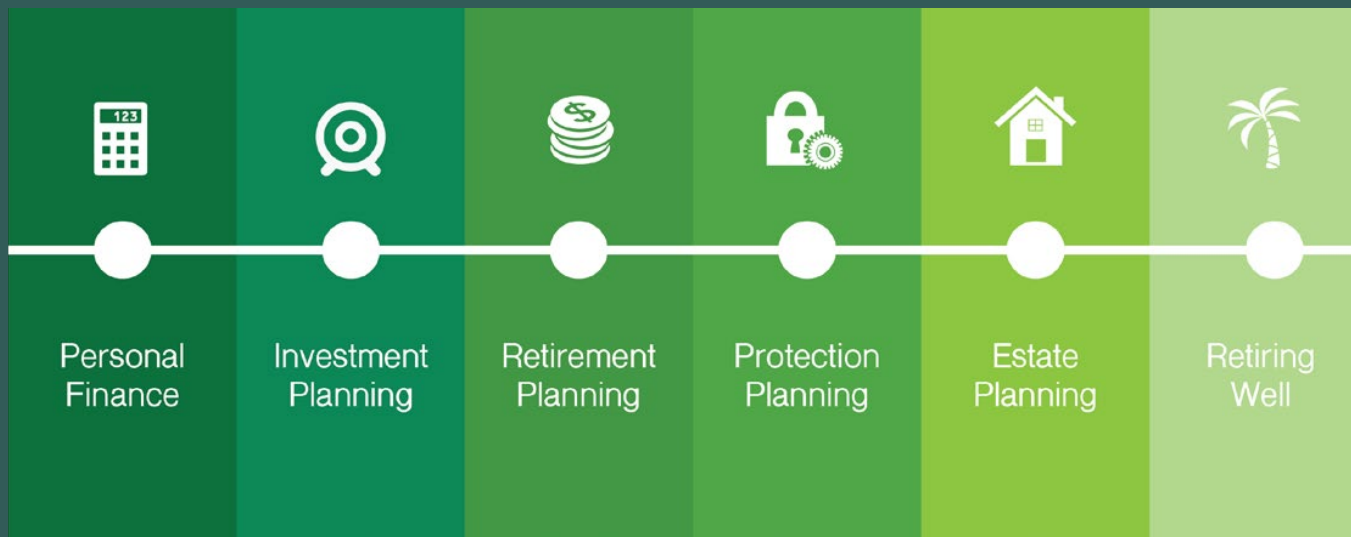 123
$
Personal
Finance
Investment
Planning
Retirement
Planning
Protection
Planning
Estate
Planning
Retiring
Well